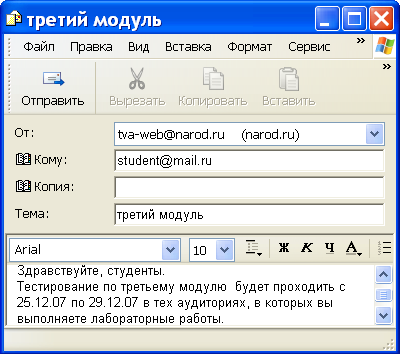 третий модуль
Файл Правка Вид Вставка Формат Сервис »
Отправить Вырезать Копировать Вставить »
От: tva-web@narod.ru (narod.ru)
Кому: student@mail.ru
Копия:
Тема: третий модуль
Arial 10 Ж К Ч А
Здравствуйте, студенты.
Тестирование по третьему модулю будет проходить с
25.12.07 по 29.12.07 в тех аудиториях, в которых вы
выполняете лабораторные работы.